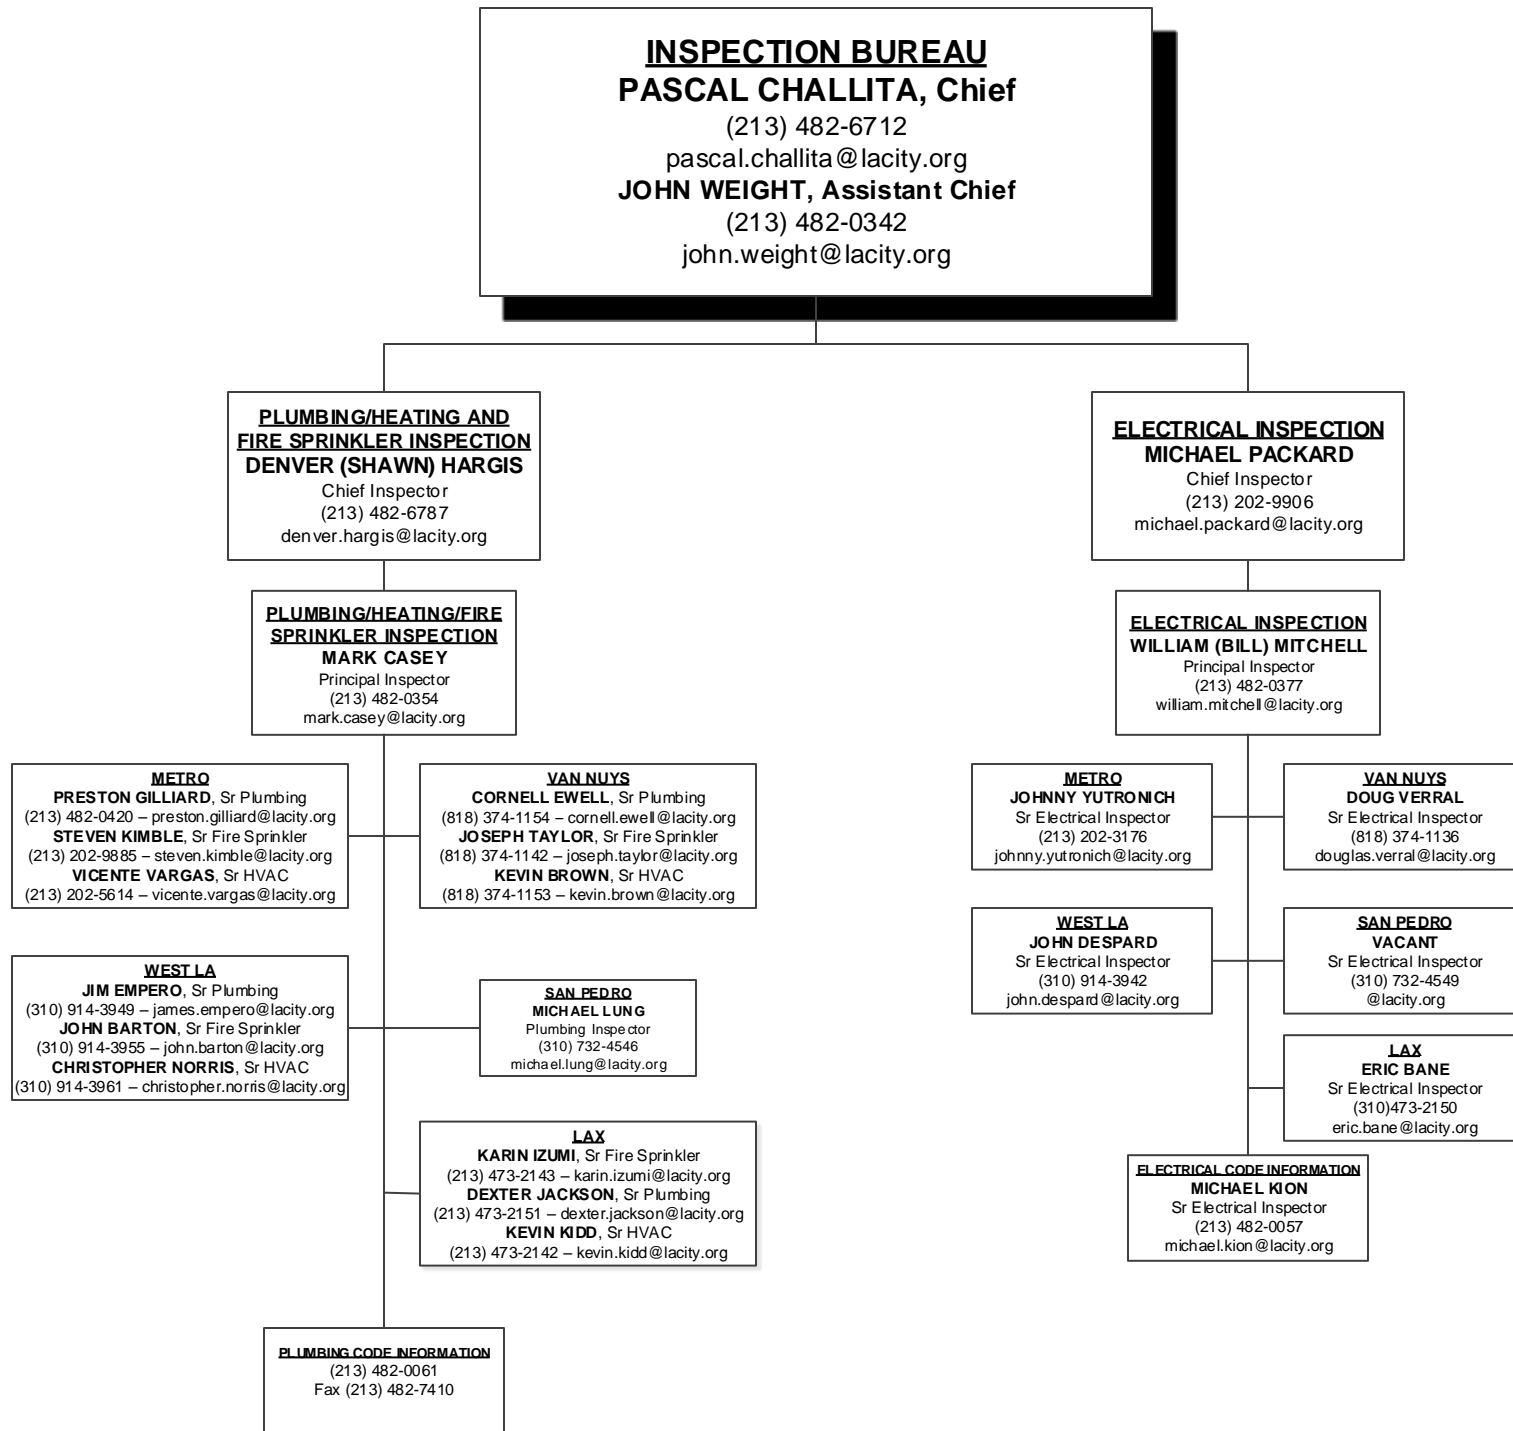 INSPECTION BUREAU
PASCAL CHALLITA, Chief
(213) 482-6712
pascal.challita@lacity.org
JOHN WEIGHT, Assistant Chief
(213) 482-0342
john.weight@lacity.org
PLUMBING/HEATING AND
FIRE SPRINKLER INSPECTION
DENVER (SHAWN) HARGIS
Chief Inspector
(213) 482-6787
denver.hargis@lacity.org
PLUMBING/HEATING/FIRE
SPRINKLER INSPECTION
MARK CASEY
Principal Inspector
(213) 482-0354
mark.casey@lacity.org
METRO
PRESTON GILLIARD, Sr Plumbing
(213) 482-0420 – preston.gilliard@lacity.org
STEVEN KIMBLE, Sr Fire Sprinkler
(213) 202-9885 – steven.kimble@lacity.org
VICENTE VARGAS, Sr HVAC
(213) 202-5614 – vicente.vargas@lacity.org
VAN NUYS
CORNELL EWELL, Sr Plumbing
(818) 374-1154 – cornell.ewell@lacity.org
JOSEPH TAYLOR, Sr Fire Sprinkler
(818) 374-1142 – joseph.taylor@lacity.org
KEVIN BROWN, Sr HVAC
(818) 374-1153 – kevin.brown@lacity.org
WEST LA
JIM EMPERO, Sr Plumbing
(310) 914-3949 – james.empero@lacity.org
JOHN BARTON, Sr Fire Sprinkler
(310) 914-3955 – john.barton@lacity.org
CHRISTOPHER NORRIS, Sr HVAC
(310) 914-3961 – christopher.norris@lacity.org
SAN PEDRO
MICHAEL LUNG
Plumbing Inspector
(310) 732-4546
michael.lung@lacity.org
LAX
KARIN IZUMI, Sr Fire Sprinkler
(213) 473-2143 – karin.izumi@lacity.org
DEXTER JACKSON, Sr Plumbing
(213) 473-2151 – dexter.jackson@lacity.org
KEVIN KIDD, Sr HVAC
(213) 473-2142 – kevin.kidd@lacity.org
PLUMBING CODE INFORMATION
(213) 482-0061
Fax (213) 482-7410
ELECTRICAL INSPECTION
MICHAEL PACKARD
Chief Inspector
(213) 202-9906
michael.packard@lacity.org
ELECTRICAL INSPECTION
WILLIAM (BILL) MITCHELL
Principal Inspector
(213) 482-0377
william.mitchell@lacity.org
METRO
JOHNNY YUTRONICH
Sr Electrical Inspector
(213) 202-3176
johnny.yutronich@lacity.org
VAN NUYS
DOUG VERRAL
Sr Electrical Inspector
(818) 374-1136
douglas.verral@lacity.org
WEST LA
JOHN DESPARD
Sr Electrical Inspector
(310) 914-3942
john.despard@lacity.org
SAN PEDRO
VACANT
Sr Electrical Inspector
(310) 732-4549
@lacity.org
LAX
ERIC BANE
Sr Electrical Inspector
(310)473-2150
eric.bane@lacity.org
ELECTRICAL CODE INFORMATION
MICHAEL KION
Sr Electrical Inspector
(213) 482-0057
michael.kion@lacity.org